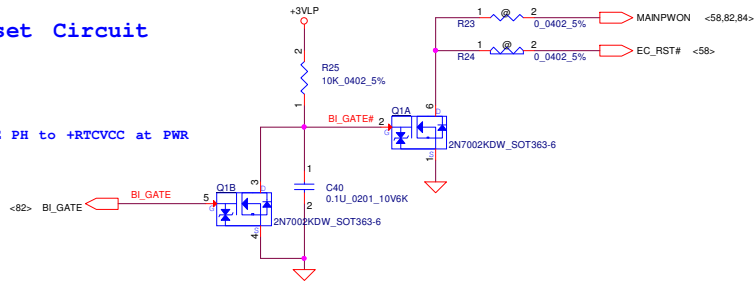 set Circuit
+3VLP
R23 1 @ 2 0_0402_5% MAINPWON <58,82,84>
R24 1 @ 2 0_0402_5% EC_RST# <58>
2
R25
10K_0402_5%
1
PH to +RTCVCC at PWR
BI_GATE# 2 G Q1A 6 D
2N7002KDW_SOT363-6
1 S
<82> BI_GATE BI_GATE 5 G Q1B 3 D
2N7002KDW_SOT363-6
4 S
1
C40
0.1U_0201_10V6K
2